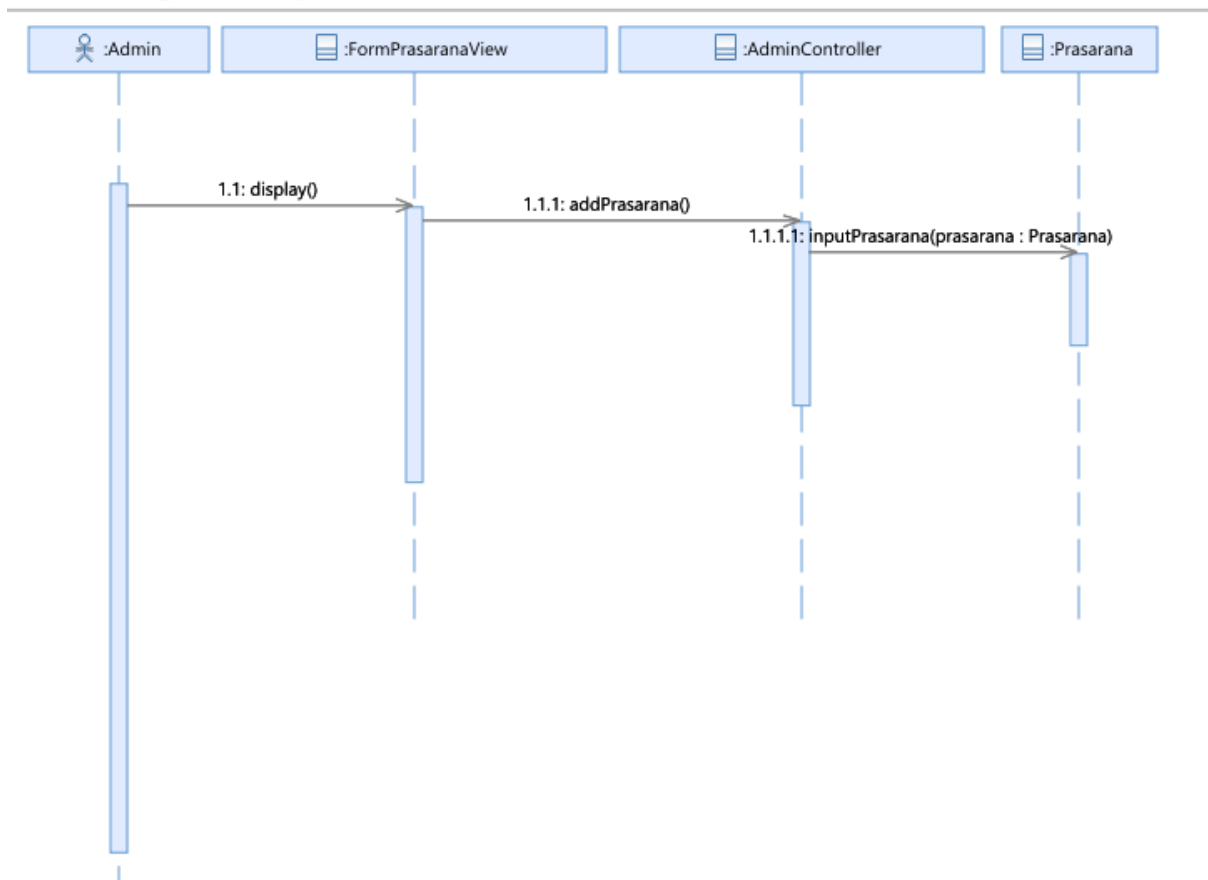 :Admin
:FormPrasaranaView
:AdminController
:Prasarana
1.1: display()
1.1.1: addPrasarana()
1.1.1.1: inputPrasarana(prasarana : Prasarana)